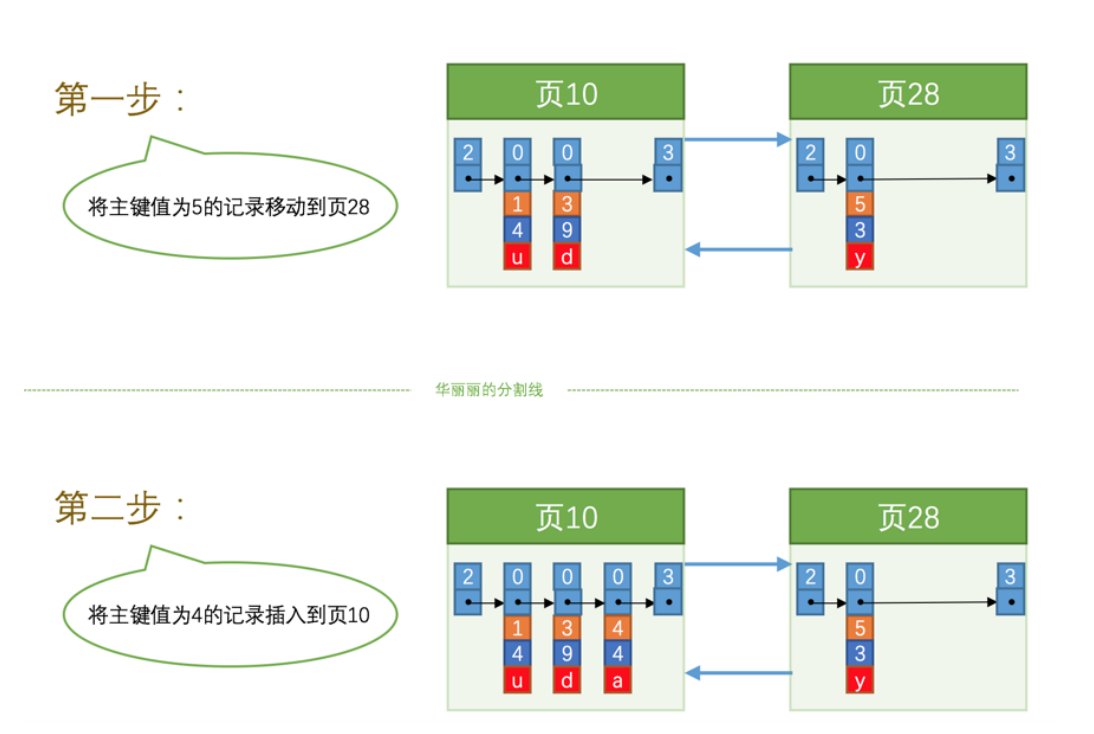 第一步：
将主键值为5的记录移动到页28
页10
2 0 0 3
1 3
4 9
u d
页28
2 0 3
5
3
y
华丽丽的分割线
第二步：
将主键值为4的记录插入到页10
页10
2 0 0 0 3
1 3 4
4 9 4
u d a
页28
2 0 3
5
3
y